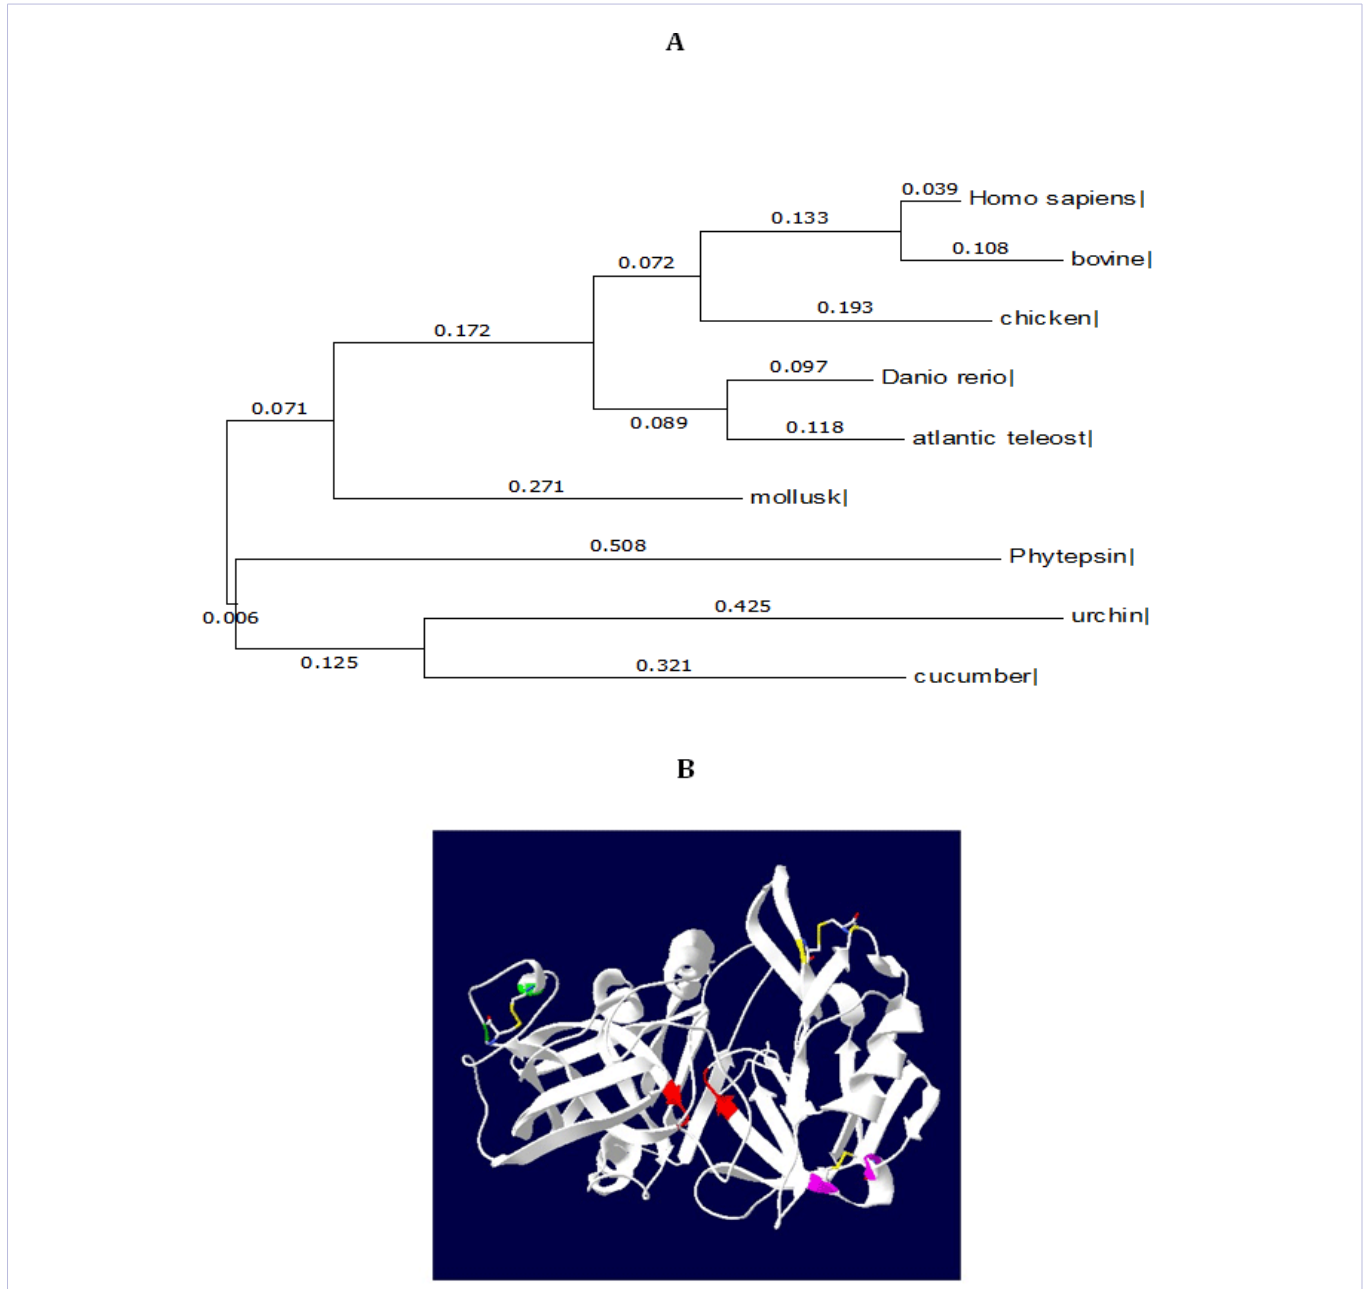 A
0.039
Homo sapiens|
0.133
0.108
bovine|
0.072
0.193
chicken|
0.172
0.097
Danio rerio|
0.071
0.089
0.118
atlantic teleost|
0.271
mollusk|
0.508
Phytepsin|
0.006
0.425
urchin|
0.125
0.321
cucumber|
B